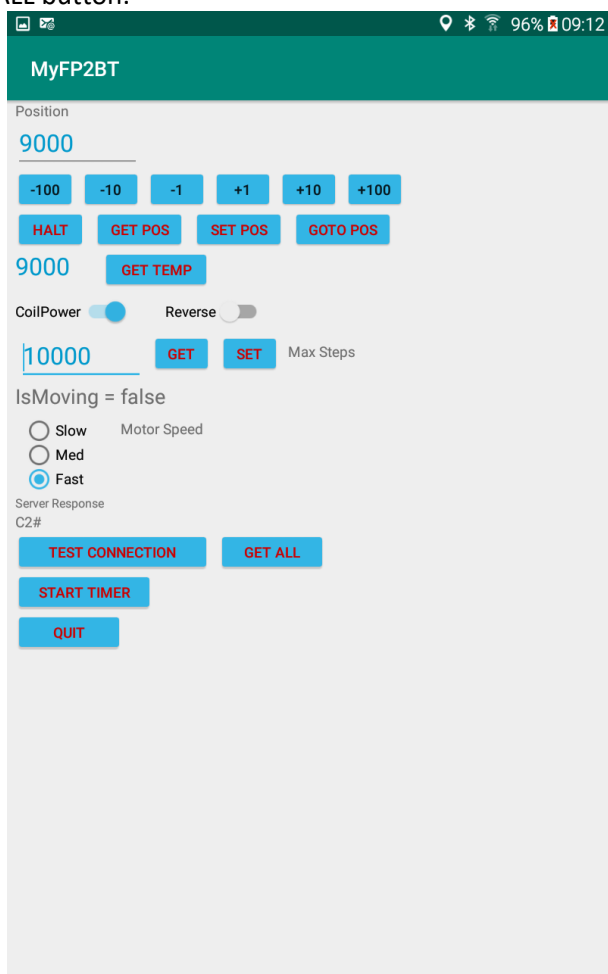 ALL button.
96% 09:12
MyFP2BT
Position
9000
-100 -10 -1 +1 +10 +100
HALT GET POS SET POS GOTO POS
9000 GET TEMP
CoilPower Reverse
10000 GET SET Max Steps
IsMoving = false
Slow Motor Speed
Med
Fast
Server Response
C2#
TEST CONNECTION GET ALL
START TIMER
QUIT